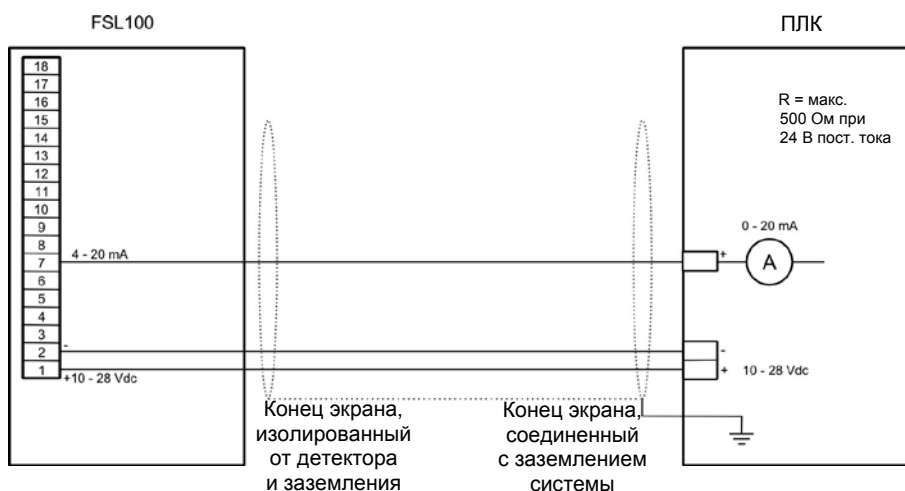 FSL100
ПЛК
18
17
16
15
14
13
12
11
10
9
8
7
6
5
4
3
2
1
4 - 20 mA
-
+10 - 28 Vdc
R = макс.
500 Ом при
24 В пост. тока
0 - 20 mA
+
A
-
+
10 - 28 Vdc
Конец экрана,
изолированный
от детектора
и заземления
Конец экрана,
соединенный
с заземлением
системы